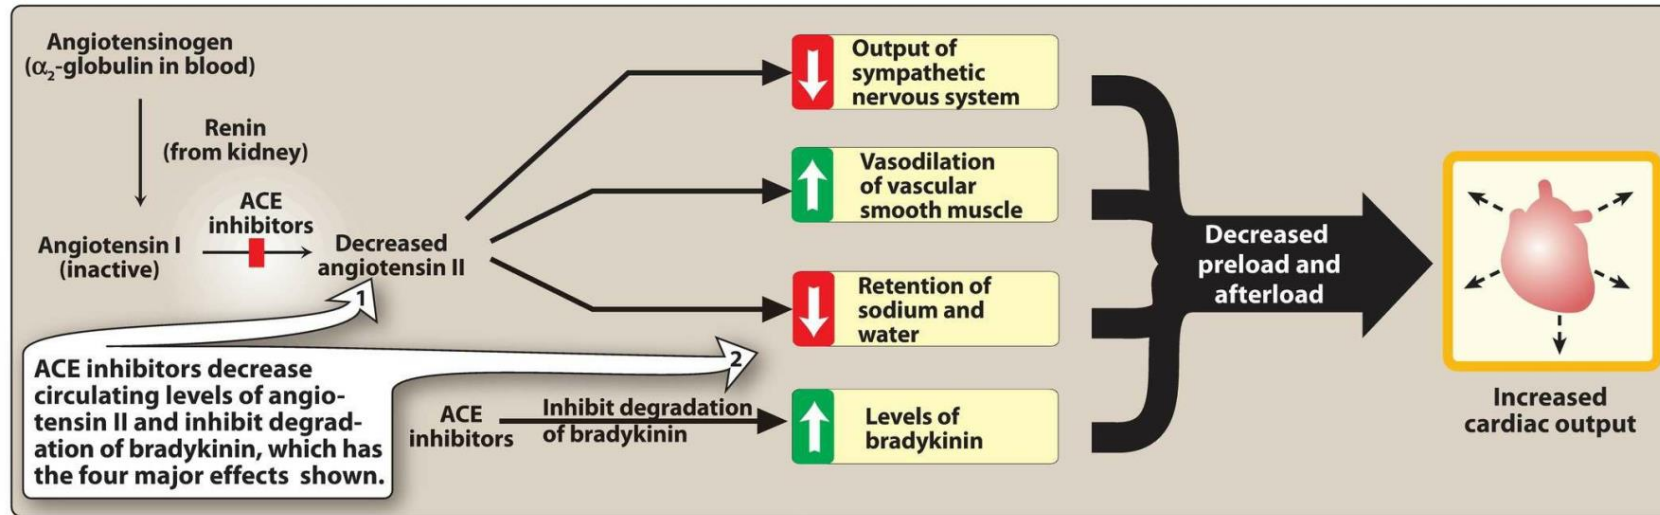 Angiotensinogen
(α₂-globulin in blood)
Renin
(from kidney)
ACE
inhibitors
Angiotensin I
(inactive)
Decreased
angiotensin II
1
ACE inhibitors decrease
circulating levels of angio-
tensin II and inhibit degrad-
ation of bradykinin, which has
the four major effects shown.
2
ACE
inhibitors
Inhibit degradation
of bradykinin
Output of
sympathetic
nervous system
Vasodilation
of vascular
smooth muscle
Retention of
sodium and
water
Levels of
bradykinin
Decreased
preload and
afterload
Increased
cardiac output